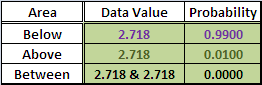 Area Data Value Probability
Below 2.718 0.9900
Above 2.718 0.0100
Between 2.718 & 2.718 0.0000